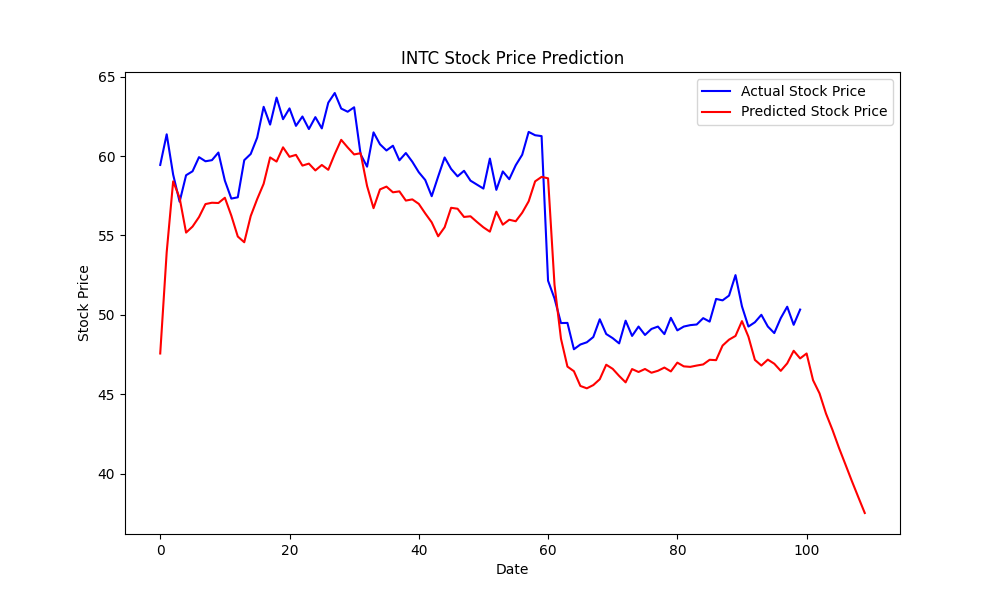 INTC Stock Price Prediction
Actual Stock Price
Predicted Stock Price
Stock Price
65
60
55
50
45
40
0 20 40 60 80 100
Date